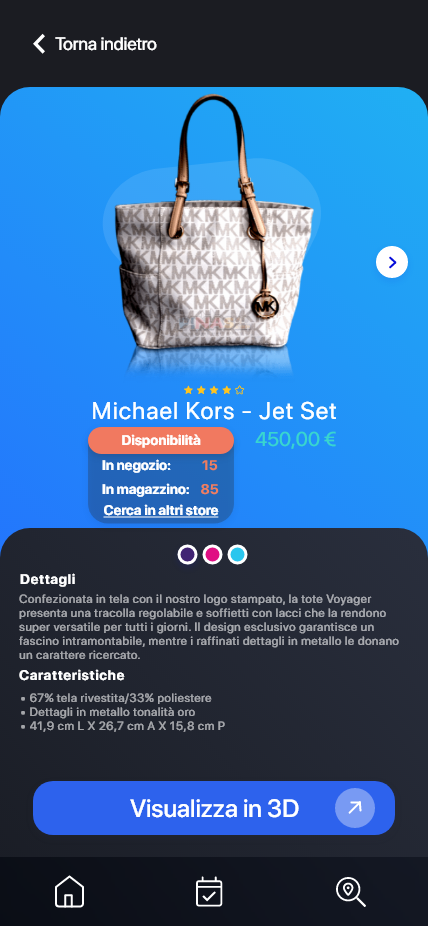 Torna indietro
MK
Michael Kors - Jet Set
Disponibilità
450,00 €
In negozio: 15
In magazzino: 85
Cerca in altri store
Dettagli
Confezionata in tela con il nostro logo stampato, la tote Voyager
presenta una tracolla regolabile e soffietti con lacci che la rendono
super versatile per tutti i giorni. Il design esclusivo garantisce un
fascino intramontabile, mentre i raffinati dettagli in metallo le donano
un carattere ricercato.
Caratteristiche
• 67% tela rivestita/33% poliestere
• Dettagli in metallo tonalità oro
• 41,9 cm L X 26,7 cm A X 15,8 cm P
Visualizza in 3D